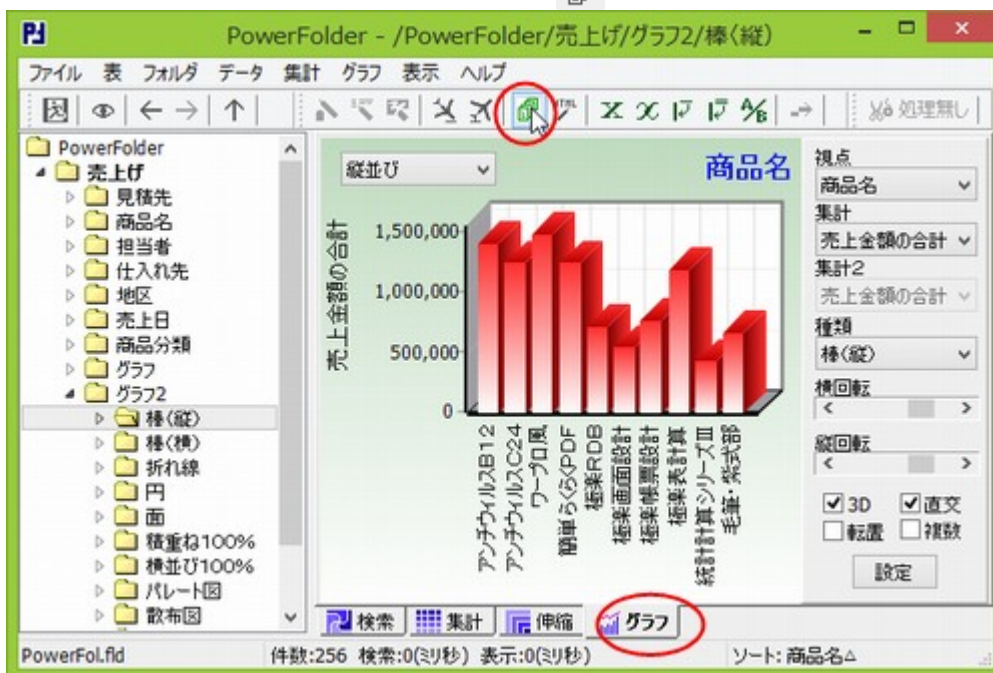 PowerFolder - /PowerFolder/売上げ/グラフ2/棒(縦)
ファイル 表 フォルダ データ 集計 グラフ 表示 ヘルプ
処理無し
PowerFolder
売上げ
見積先
商品名
担当者
仕入れ先
地区
売上日
商品分類
グラフ
グラフ2
棒(縦)
棒(横)
折れ線
円
面
積重ね100%
横並び100%
パレート図
散布図
縦並び
商品名
売上金額の合計
1,500,000
1,000,000
500,000
0
アンチウィルスB12
アンチウィルスC24
ワープロ風
簡単らくらくPDF
極楽RDB
極楽画面設計
極楽帳票設計
極楽表計算
統計計算シリーズIII
毛筆・紫式部
視点
商品名
集計
売上金額の合計
集計2
売上金額の合計
種類
棒(縦)
横回転
縦回転
3D 直交
転置 複数
設定
検索 集計 伸縮 グラフ
PowerFol.fld 件数:256 検索:0(ミリ秒) 表示:0(ミリ秒) ソート: 商品名△